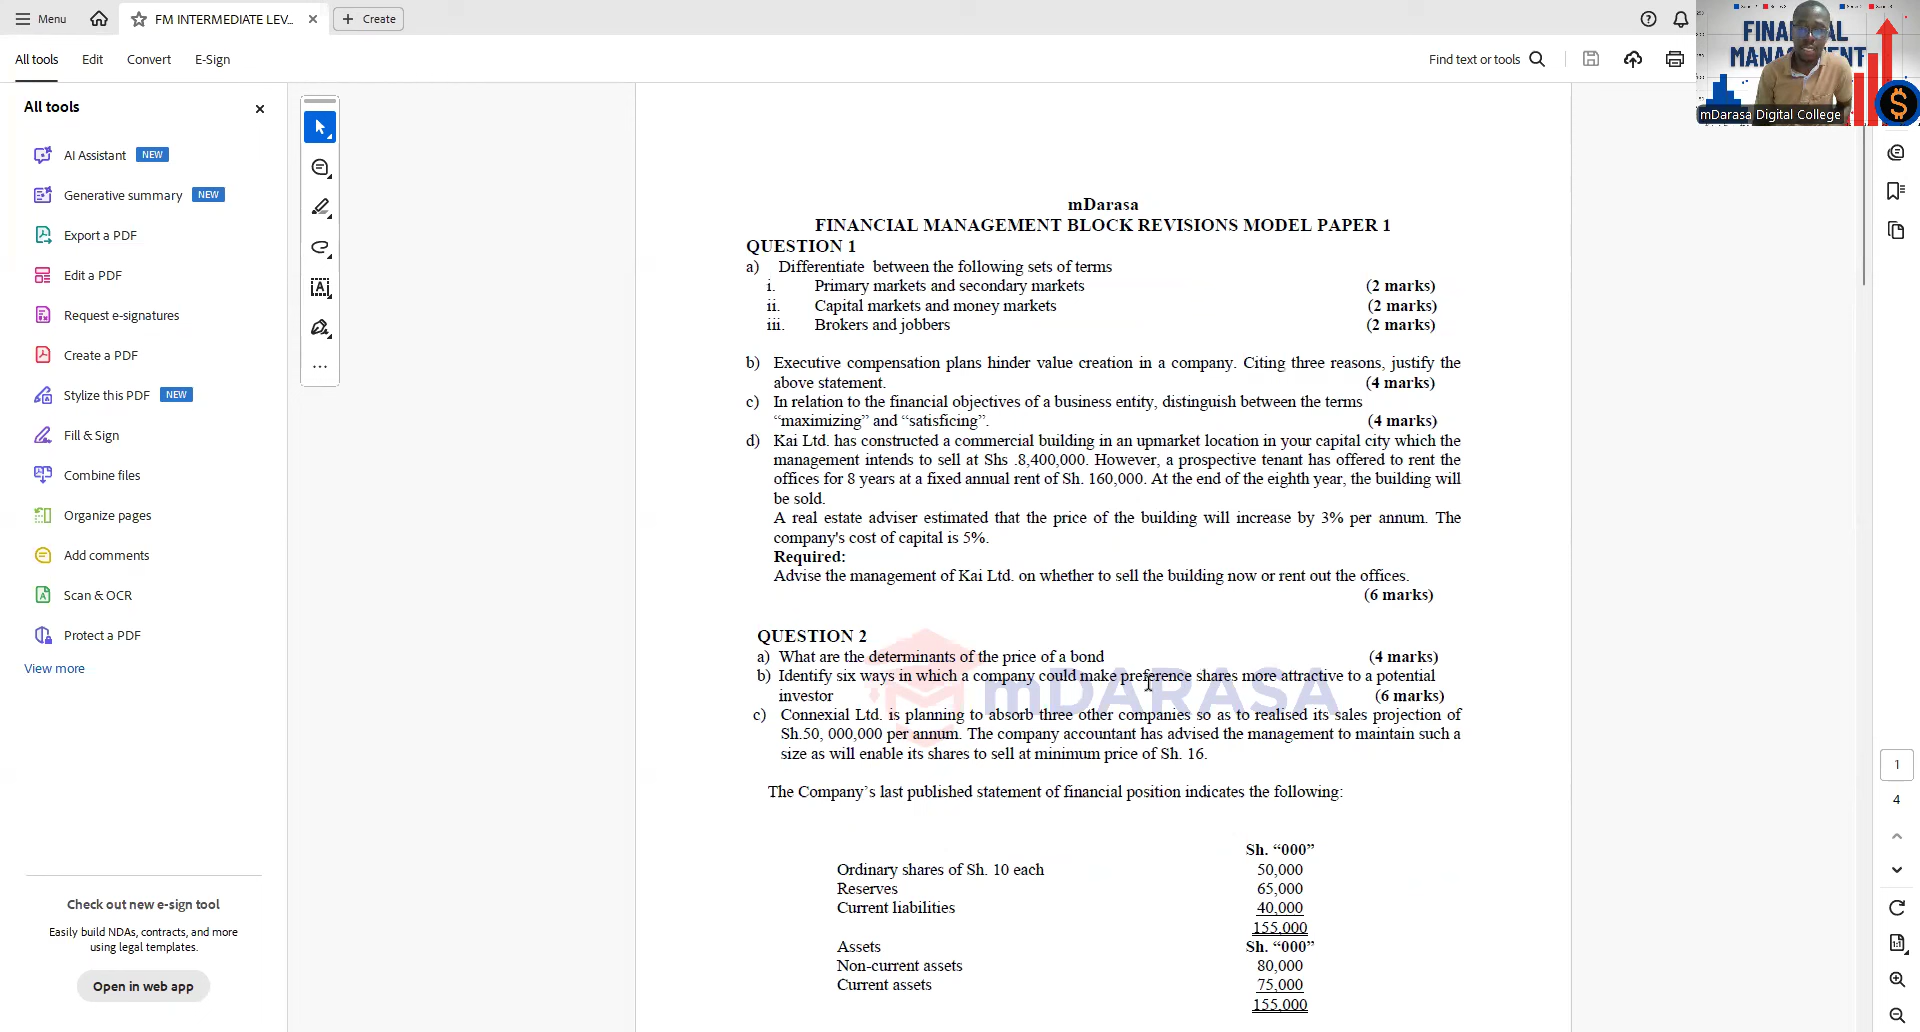 Menu
FM INTERMEDIATE LEV...
Create
All tools
Edit
Convert
E-Sign
Find text or tools
FINANCIAL
MANAGEMENT
mDarasa Digital College
All tools
AI Assistant NEW
Generative summary NEW
Export a PDF
Edit a PDF
Request e-signatures
Create a PDF
Stylize this PDF NEW
Fill & Sign
Combine files
Organize pages
Add comments
Scan & OCR
Protect a PDF
View more
Check out new e-sign tool
Easily build NDAs, contracts, and more
using legal templates.
Open in web app
mDarasa
FINANCIAL MANAGEMENT BLOCK REVISIONS MODEL PAPER 1
QUESTION 1
a) Differentiate between the following sets of terms
i. Primary markets and secondary markets (2 marks)
ii. Capital markets and money markets (2 marks)
iii. Brokers and jobbers (2 marks)
b) Executive compensation plans hinder value creation in a company. Citing three reasons, justify the
above statement. (4 marks)
c) In relation to the financial objectives of a business entity, distinguish between the terms
“maximizing” and “satisficing”. (4 marks)
d) Kai Ltd. has constructed a commercial building in an upmarket location in your capital city which the
management intends to sell at Shs .8,400,000. However, a prospective tenant has offered to rent the
offices for 8 years at a fixed annual rent of Sh. 160,000. At the end of the eighth year, the building will
be sold.
A real estate adviser estimated that the price of the building will increase by 3% per annum. The
company's cost of capital is 5%.
Required:
Advise the management of Kai Ltd. on whether to sell the building now or rent out the offices.
(6 marks)
QUESTION 2
a) What are the determinants of the price of a bond (4 marks)
b) Identify six ways in which a company could make preference shares more attractive to a potential
investor (6 marks)
mDARASA
c) Connexial Ltd. is planning to absorb three other companies so as to realised its sales projection of
Sh.50, 000,000 per annum. The company accountant has advised the management to maintain such a
size as will enable its shares to sell at minimum price of Sh. 16.
The Company’s last published statement of financial position indicates the following:
Sh. “000”
Ordinary shares of Sh. 10 each 50,000
Reserves 65,000
Current liabilities 40,000
155,000
Assets Sh. “000”
Non-current assets 80,000
Current assets 75,000
155,000
1
4